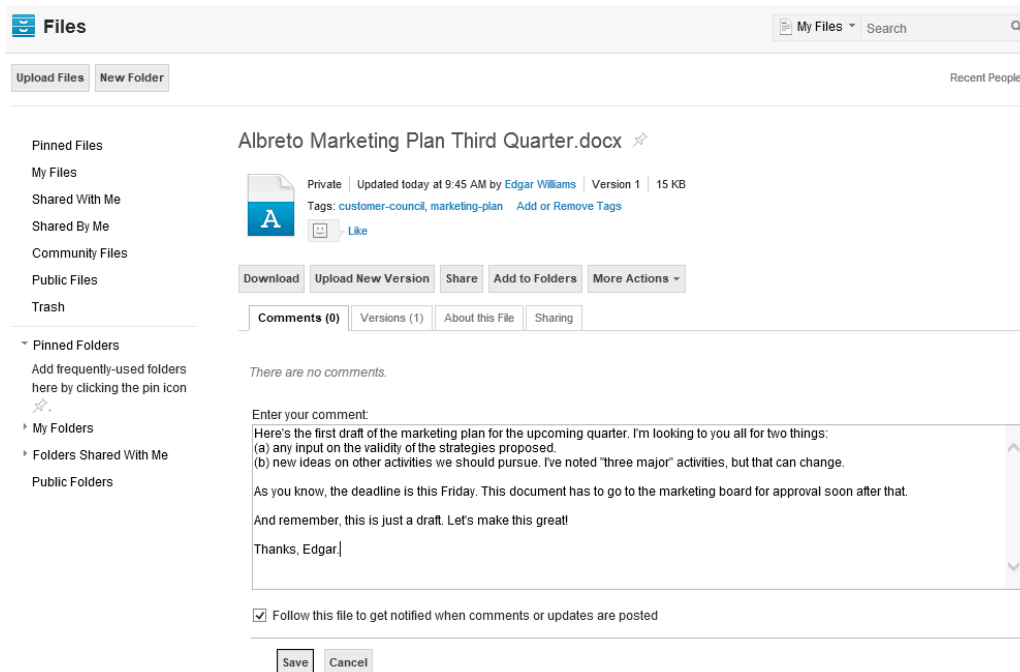 Files
My Files
Search
Upload Files New Folder
Recent People
Pinned Files
My Files
Shared With Me
Shared By Me
Community Files
Public Files
Trash
Pinned Folders
Add frequently-used folders
here by clicking the pin icon
.
My Folders
Folders Shared With Me
Public Folders
Albreto Marketing Plan Third Quarter.docx
A
Private Updated today at 9:45 AM by Edgar Williams Version 1 15 KB
Tags: customer-council, marketing-plan Add or Remove Tags
Like
Download Upload New Version Share Add to Folders More Actions
Comments (0) Versions (1) About this File Sharing
There are no comments.
Enter your comment:
Here's the first draft of the marketing plan for the upcoming quarter. I'm looking to you all for two things:
(a) any input on the validity of the strategies proposed.
(b) new ideas on other activities we should pursue. I've noted "three major" activities, but that can change.
As you know, the deadline is this Friday. This document has to go to the marketing board for approval soon after that.
And remember, this is just a draft. Let's make this great!
Thanks, Edgar.
Follow this file to get notified when comments or updates are posted
Save Cancel